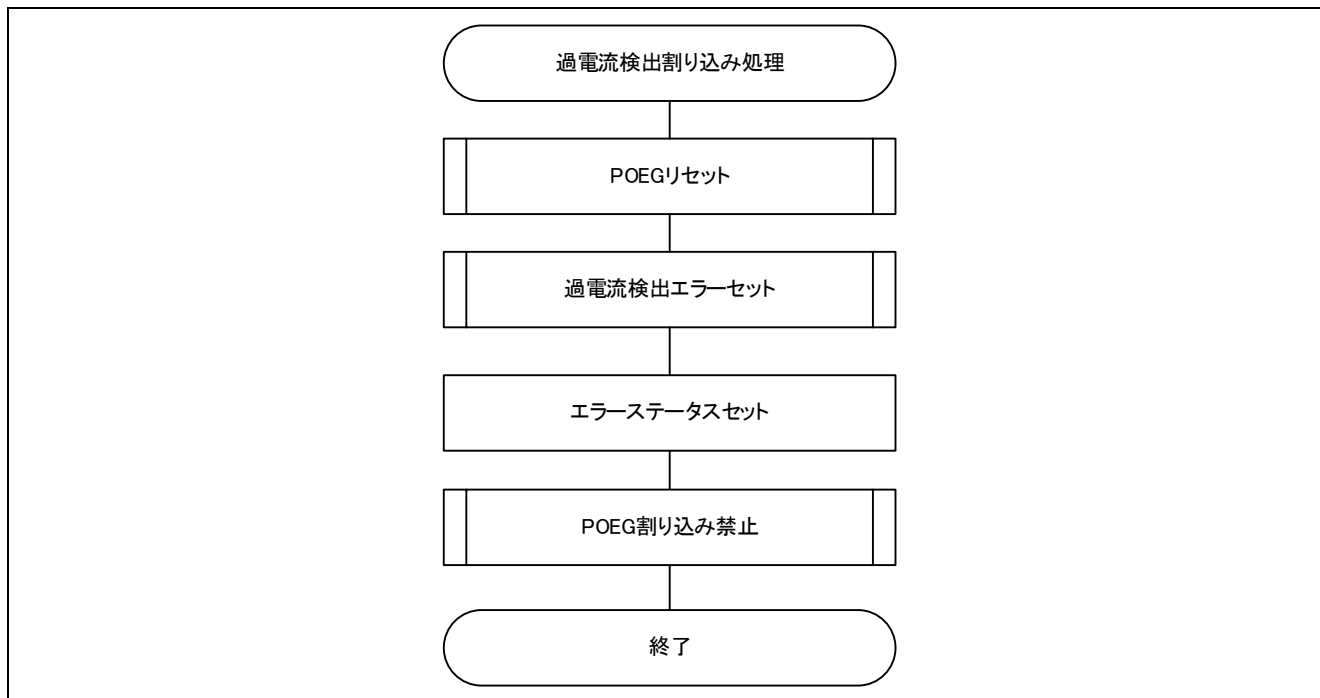 過電流検出割り込み処理
POEGリセット
過電流検出エラーセット
エラーステータスセット
POEG割り込み禁止
終了